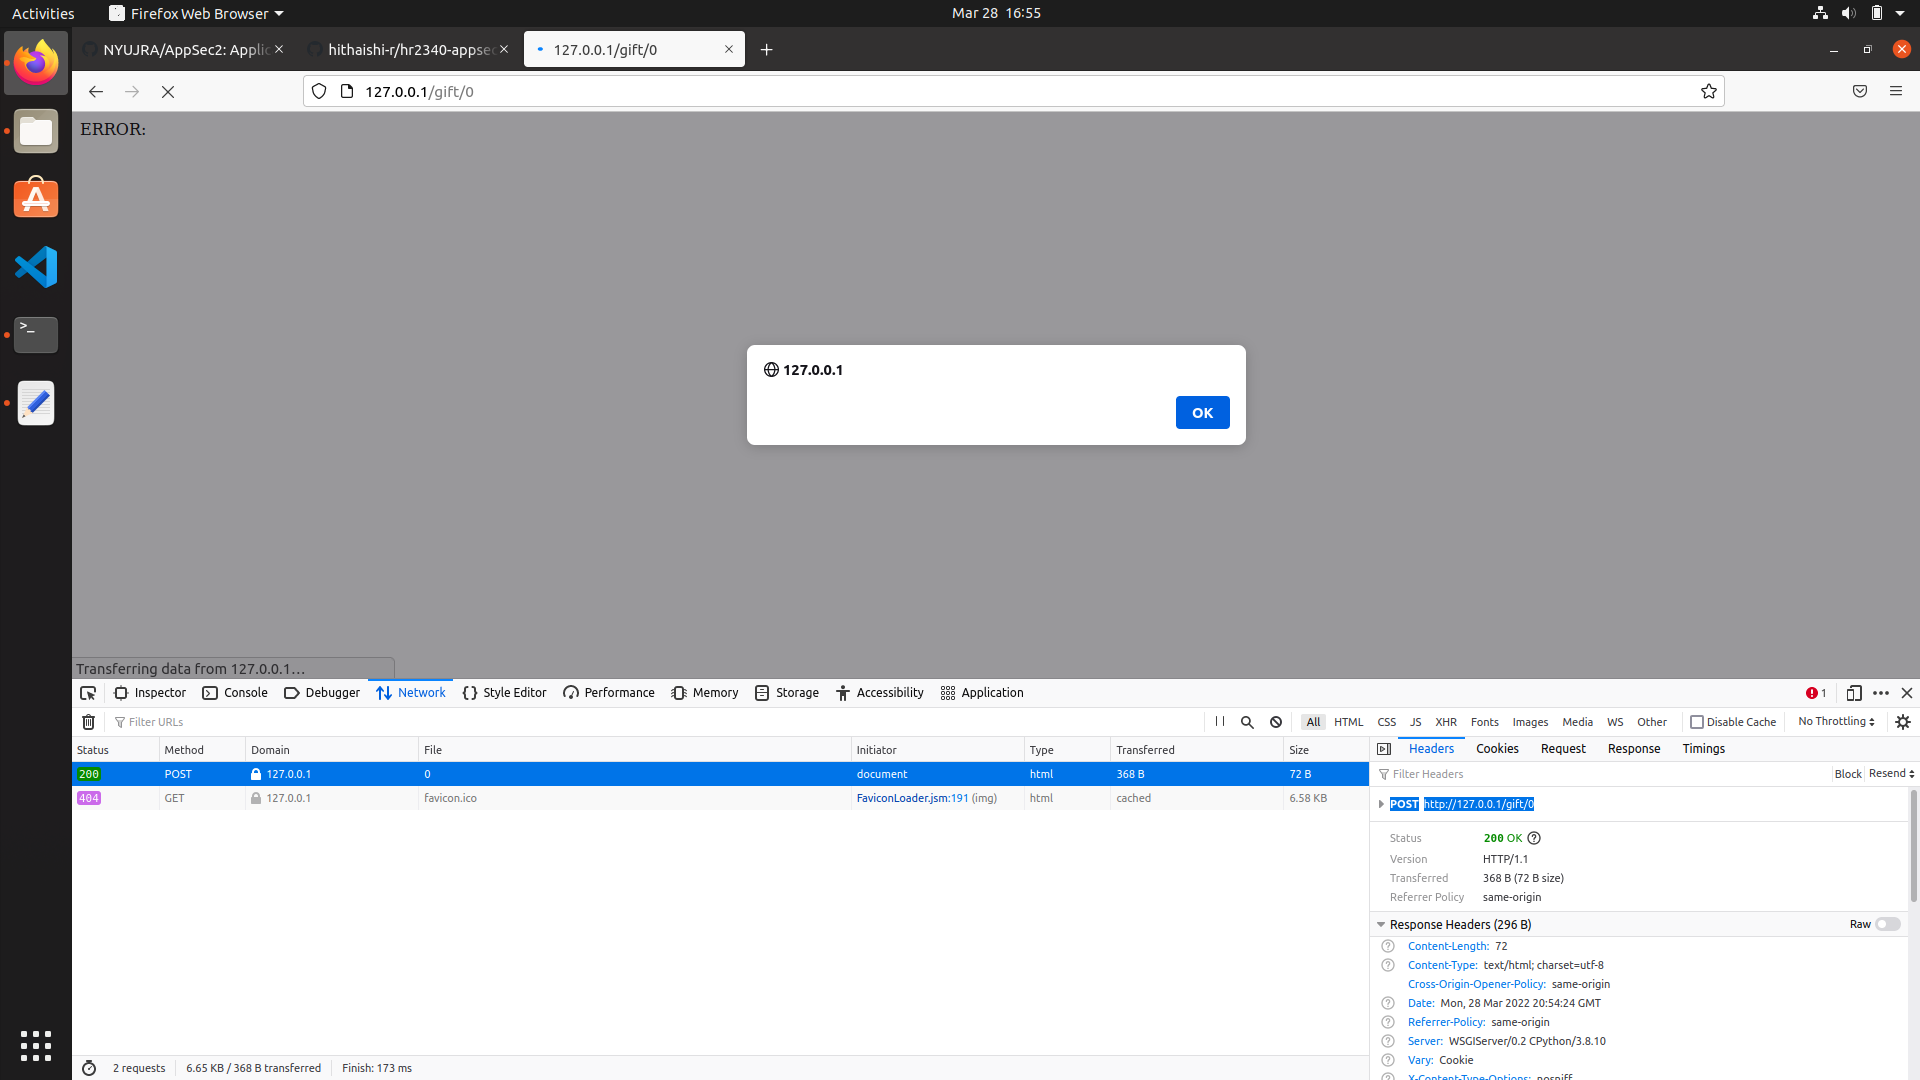 Activities
Firefox Web Browser
Mar 28 16:55
NYUJRA/AppSec2: Applic
hithaishi-r/hr2340-appsec
127.0.0.1/gift/0
127.0.0.1/gift/0
ERROR:
127.0.0.1
OK
Transferring data from 127.0.0.1…
Inspector
Console
Debugger
Network
Style Editor
Performance
Memory
Storage
Accessibility
Application
1
Filter URLs
All HTML CSS JS XHR Fonts Images Media WS Other
Disable Cache
No Throttling
Status Method Domain File Initiator Type Transferred Size
200 POST 127.0.0.1 0 document html 368 B 72 B
404 GET 127.0.0.1 favicon.ico FaviconLoader.jsm:191 (img) html cached 6.58 KB
Headers Cookies Request Response Timings
Filter Headers
Block Resend
POST http://127.0.0.1/gift/0
Status 200 OK
Version HTTP/1.1
Transferred 368 B (72 B size)
Referrer Policy same-origin
Response Headers (296 B)
Raw
Content-Length: 72
Content-Type: text/html; charset=utf-8
Cross-Origin-Opener-Policy: same-origin
Date: Mon, 28 Mar 2022 20:54:24 GMT
Referrer-Policy: same-origin
Server: WSGIServer/0.2 CPython/3.8.10
Vary: Cookie
X-Content-Type-Options: nosniff
2 requests
6.65 KB / 368 B transferred
Finish: 173 ms